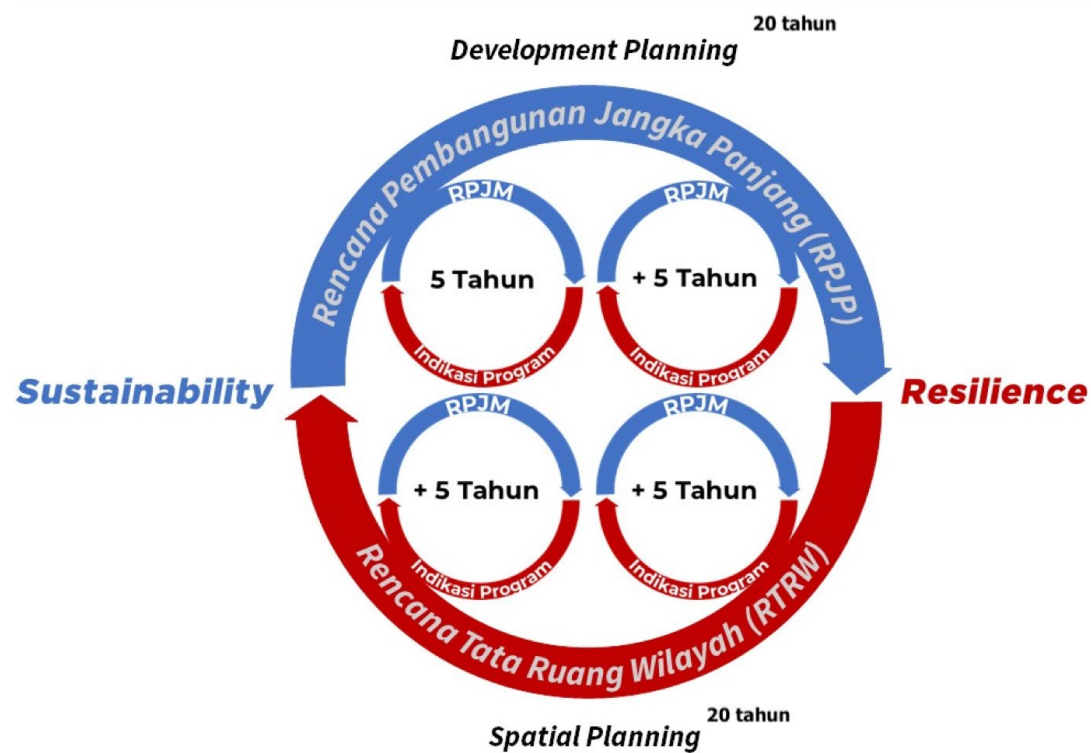 20 tahun
Development Planning
Rencana Pembangunan Jangka Panjang (RPJP)
RPJM
RPJM
5 Tahun
+ 5 Tahun
Indikasi Program
Indikasi Program
Sustainability
Resilience
RPJM
RPJM
+ 5 Tahun
+ 5 Tahun
Indikasi Program
Indikasi Program
Rencana Tata Ruang Wilayah (RTRW)
20 tahun
Spatial Planning